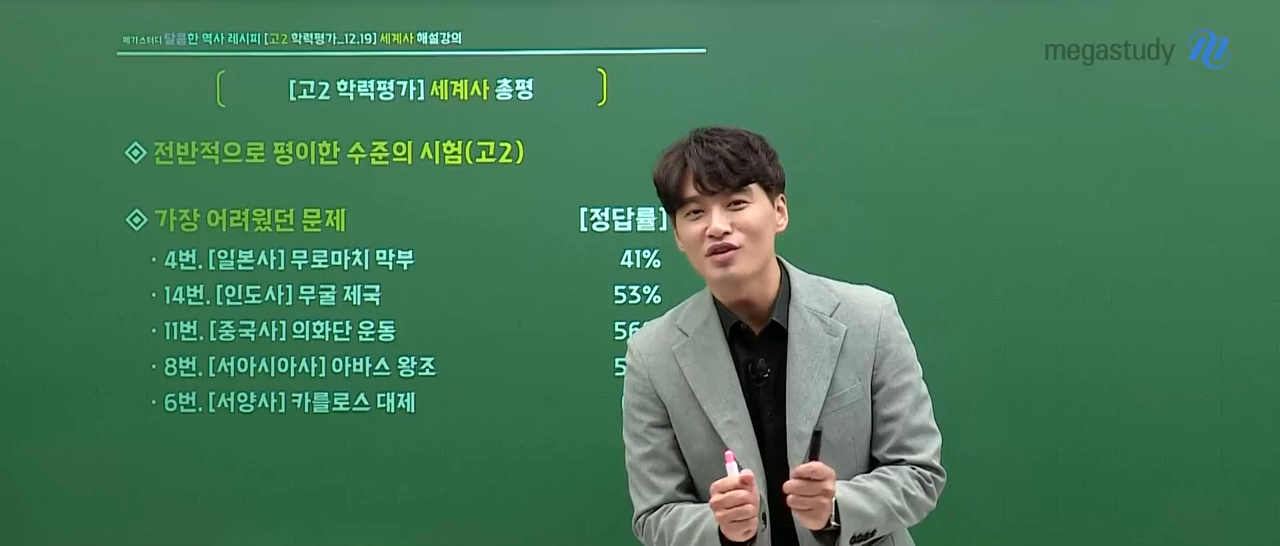 메가스터디 달콤한 역사 레시피 [고2 학력평가_12.19] 세계사 해설강의
megastudy
[고2 학력평가] 세계사 총평
전반적으로 평이한 수준의 시험(고2)
가장 어려웠던 문제 [정답률]
· 4번. [일본사] 무로마치 막부 41%
· 14번. [인도사] 무굴 제국 53%
· 11번. [중국사] 의화단 운동
· 8번. [서아시아사] 아바스 왕조
· 6번. [서양사] 카를로스 대제